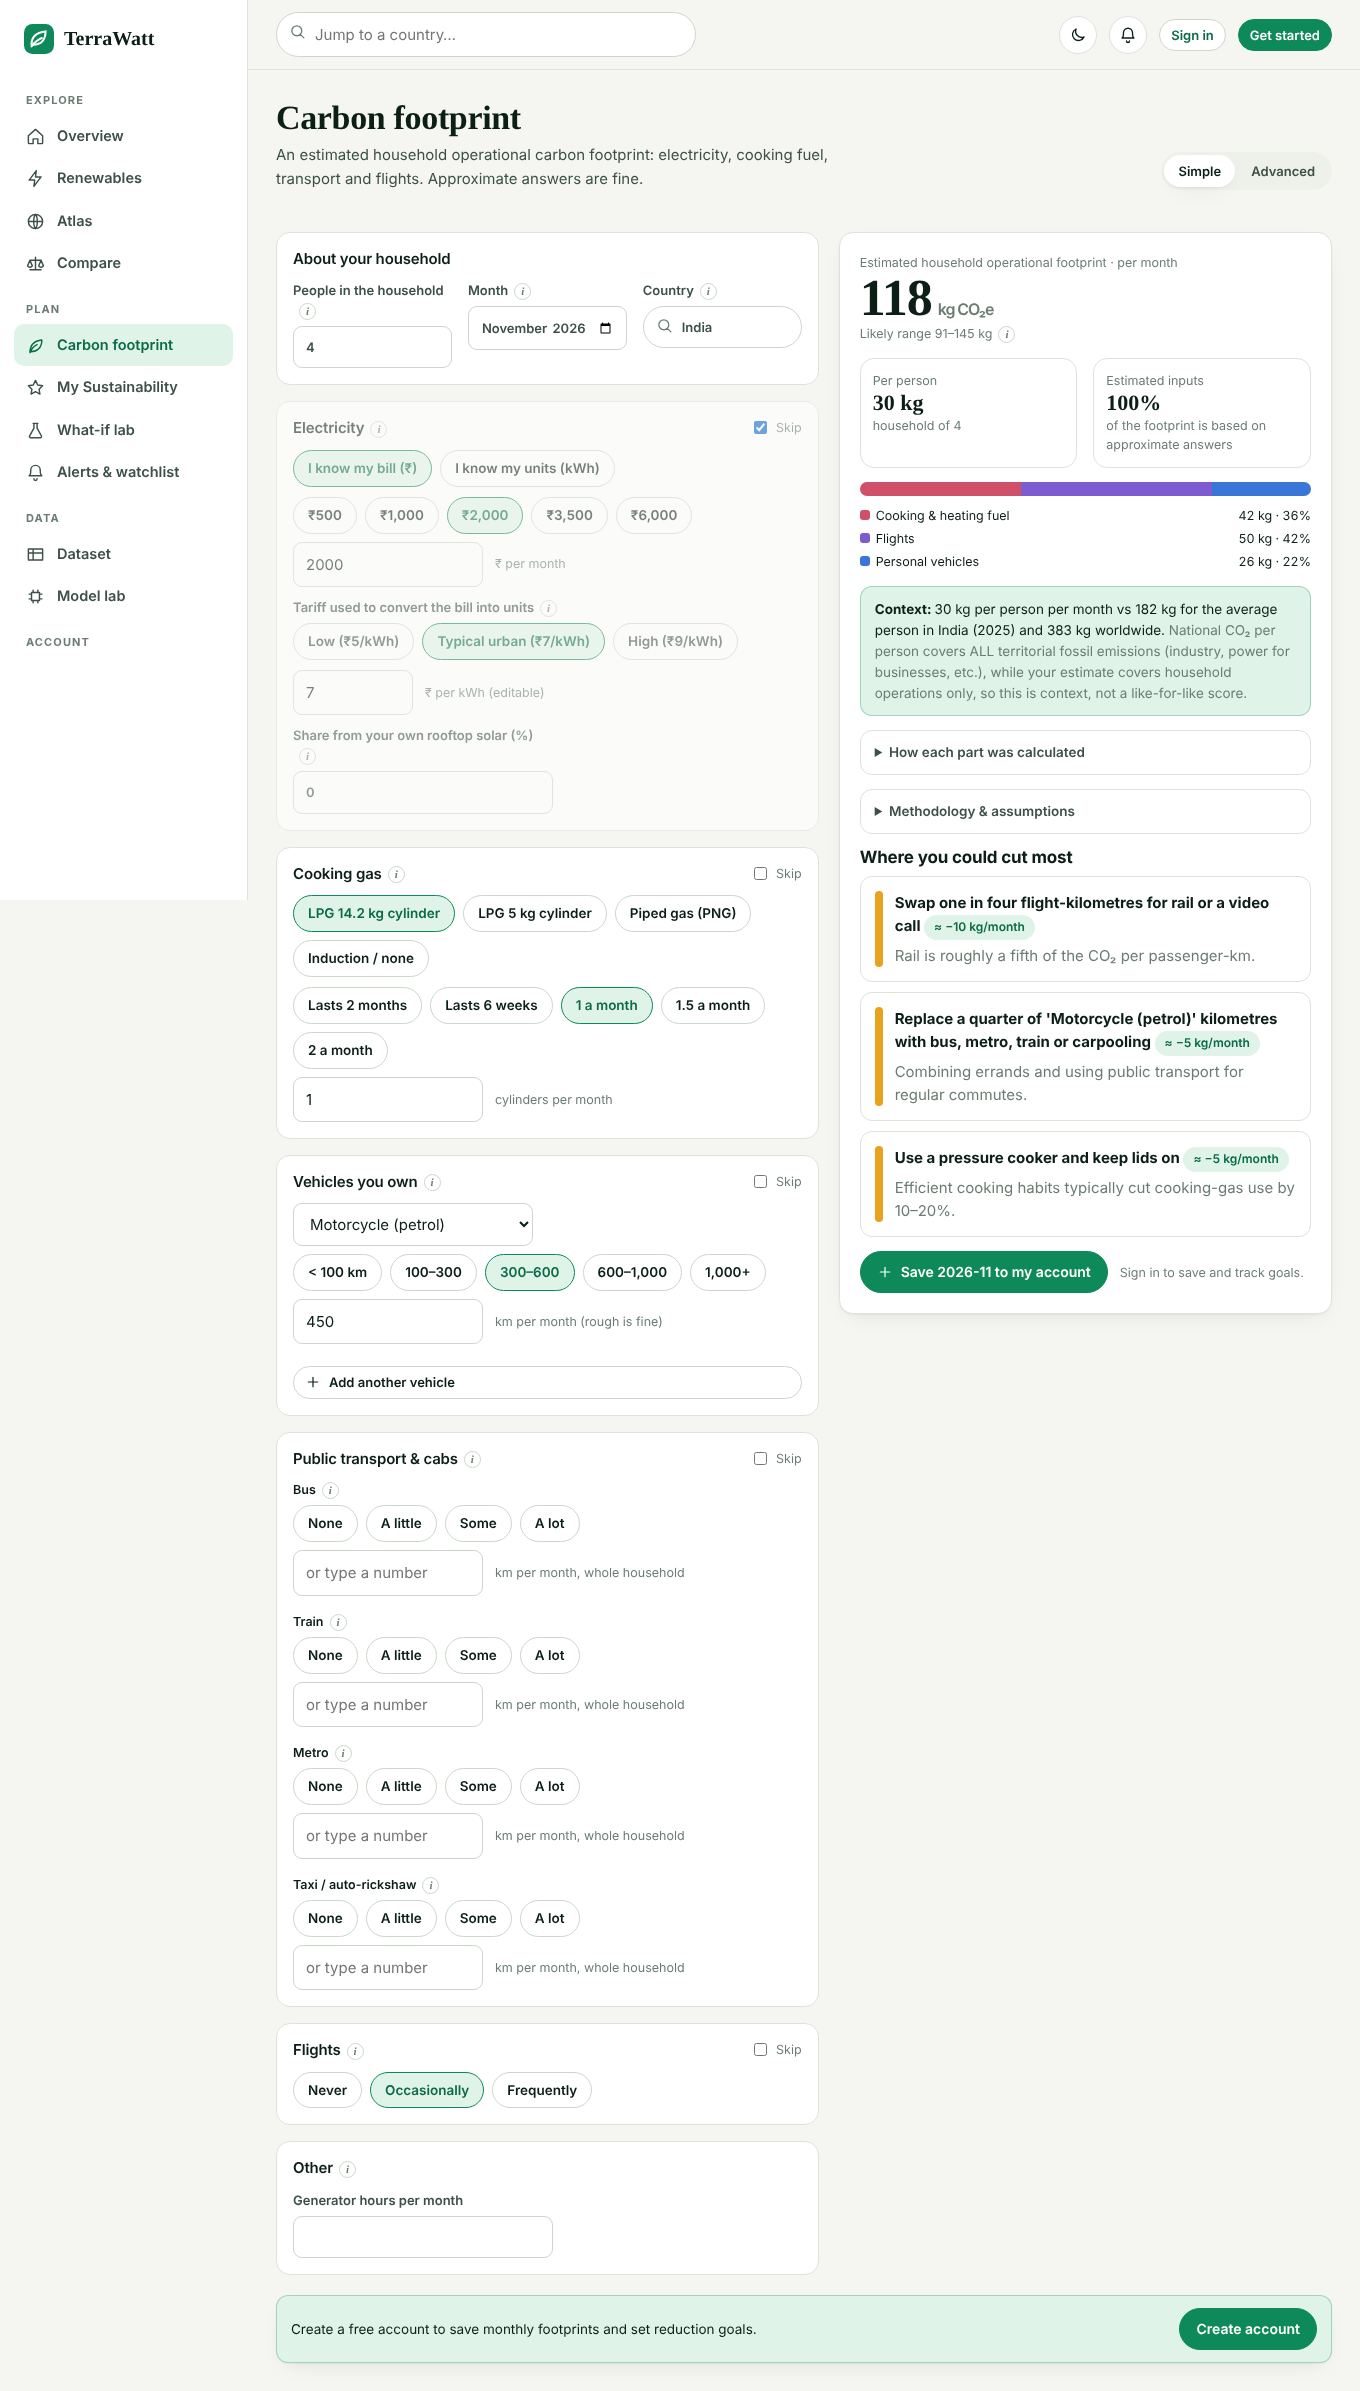 TerraWatt
EXPLORE
Overview
Renewables
Atlas
Compare
PLAN
Carbon footprint
My Sustainability
What-if lab
Alerts & watchlist
DATA
Dataset
Model lab
ACCOUNT
Jump to a country...
Sign in
Get started
Carbon footprint
An estimated household operational carbon footprint: electricity, cooking fuel,
transport and flights. Approximate answers are fine.
Simple
Advanced
About your household
People in the household
i
4
Month i
November 2026
Country i
India
Electricity i
Skip
I know my bill (₹)
I know my units (kWh)
₹500
₹1,000
₹2,000
₹3,500
₹6,000
2000
₹ per month
Tariff used to convert the bill into units i
Low (₹5/kWh)
Typical urban (₹7/kWh)
High (₹9/kWh)
7
₹ per kWh (editable)
Share from your own rooftop solar (%)
i
0
Cooking gas i
Skip
LPG 14.2 kg cylinder
LPG 5 kg cylinder
Piped gas (PNG)
Induction / none
Lasts 2 months
Lasts 6 weeks
1 a month
1.5 a month
2 a month
1
cylinders per month
Vehicles you own i
Skip
Motorcycle (petrol)
< 100 km
100–300
300–600
600–1,000
1,000+
450
km per month (rough is fine)
Add another vehicle
Public transport & cabs i
Skip
Bus i
None
A little
Some
A lot
or type a number
km per month, whole household
Train i
None
A little
Some
A lot
or type a number
km per month, whole household
Metro i
None
A little
Some
A lot
or type a number
km per month, whole household
Taxi / auto-rickshaw i
None
A little
Some
A lot
or type a number
km per month, whole household
Flights i
Skip
Never
Occasionally
Frequently
Other i
Generator hours per month
Estimated household operational footprint · per month
118 kg CO₂e
Likely range 91–145 kg i
Per person
30 kg
household of 4
Estimated inputs
100%
of the footprint is based on
approximate answers
Cooking & heating fuel 42 kg · 36%
Flights 50 kg · 42%
Personal vehicles 26 kg · 22%
Context: 30 kg per person per month vs 182 kg for the average
person in India (2025) and 383 kg worldwide. National CO₂ per
person covers ALL territorial fossil emissions (industry, power for
businesses, etc.), while your estimate covers household
operations only, so this is context, not a like-for-like score.
How each part was calculated
Methodology & assumptions
Where you could cut most
Swap one in four flight-kilometres for rail or a video
call ≈ −10 kg/month
Rail is roughly a fifth of the CO₂ per passenger-km.
Replace a quarter of 'Motorcycle (petrol)' kilometres
with bus, metro, train or carpooling ≈ −5 kg/month
Combining errands and using public transport for
regular commutes.
Use a pressure cooker and keep lids on ≈ −5 kg/month
Efficient cooking habits typically cut cooking-gas use by
10–20%.
Save 2026-11 to my account
Sign in to save and track goals.
Create a free account to save monthly footprints and set reduction goals.
Create account